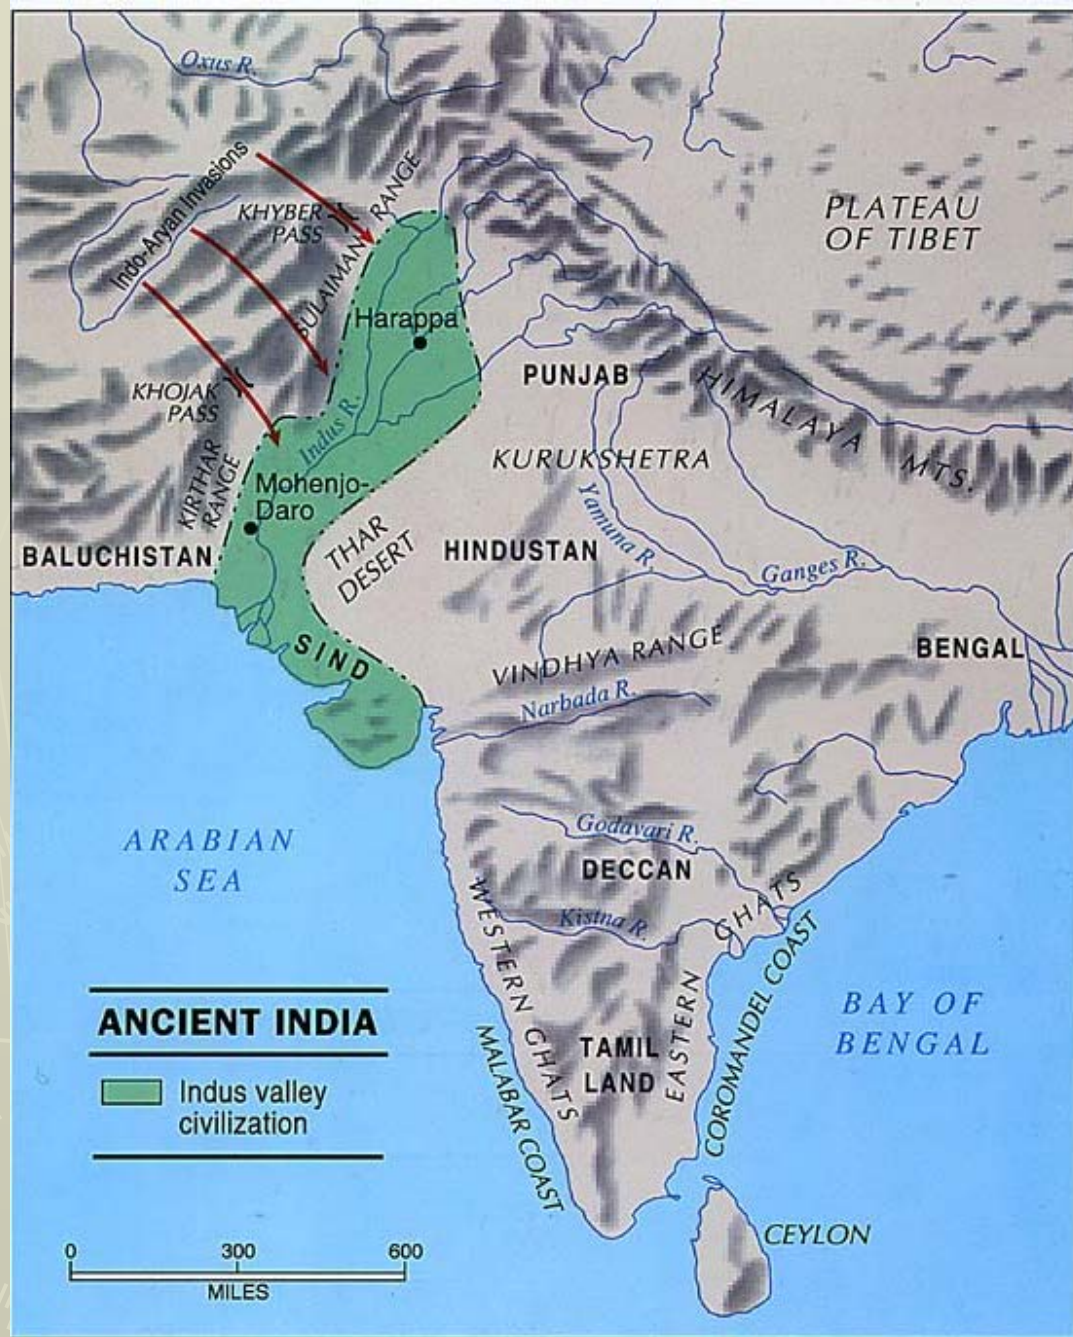 Oxus R.
Indo-Aryan Invasions
KHYBER
PASS
SULAIMAN RANGE
PLATEAU
OF TIBET
Harappa
PUNJAB
HIMALAYA MTS.
KHOJAK
PASS
Indus R.
KURUKSHETRA
KIRTHAR
RANGE
Mohenjo-
Daro
THAR
DESERT
Yamuna R.
BALUCHISTAN
HINDUSTAN
Ganges R.
SIND
VINDHYA RANGE
BENGAL
Narbada R.
ARABIAN
SEA
Godavari R.
DECCAN
WESTERN GHATS
Kistna R.
EASTERN GHATS
COROMANDEL COAST
MALABAR COAST
TAMIL
LAND
BAY OF
BENGAL
CEYLON
ANCIENT INDIA
Indus valley
civilization
0 300 600
MILES